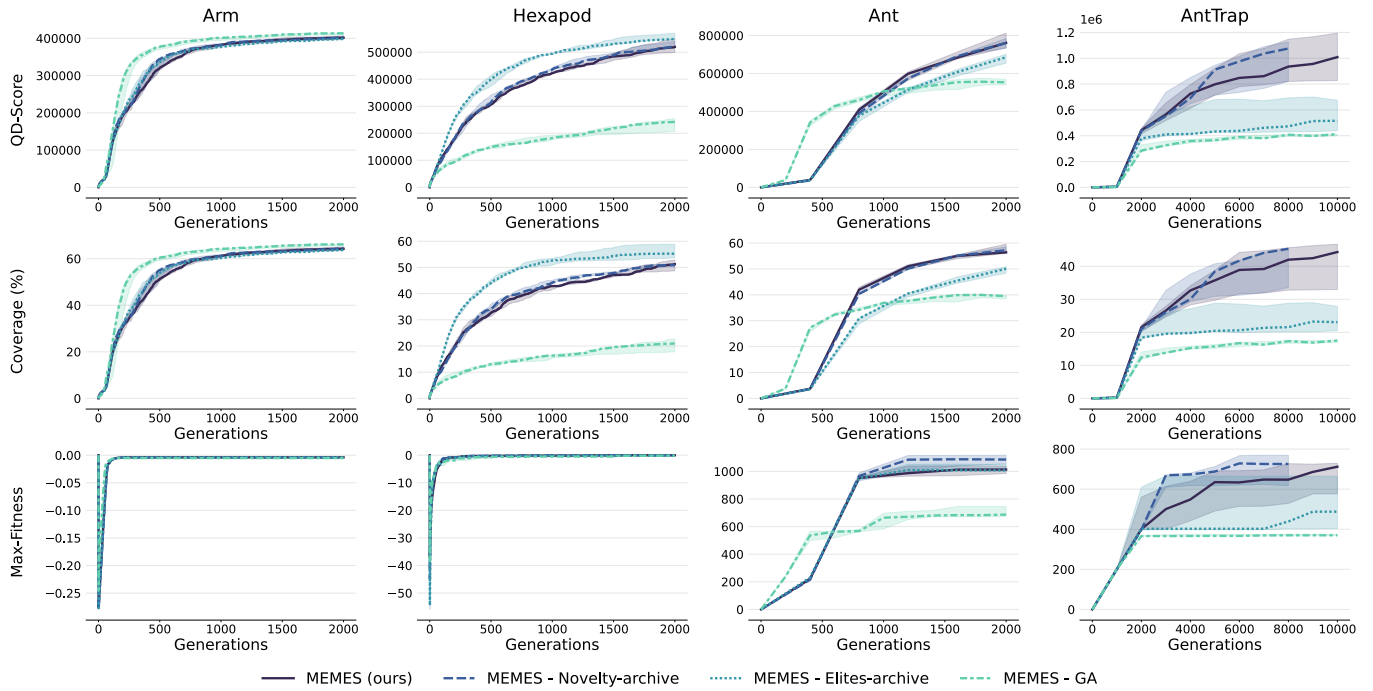 Arm
Hexapod
Ant
AntTrap
QD-Score
400000
300000
200000
100000
0
0 500 1000 1500 2000
Generations
500000
400000
300000
200000
100000
0
0 500 1000 1500 2000
Generations
800000
600000
400000
200000
0
0 500 1000 1500 2000
Generations
1e6
1.2
1.0
0.8
0.6
0.4
0.2
0.0
0 2000 4000 6000 8000 10000
Generations
Coverage (%)
60
40
20
0
0 500 1000 1500 2000
Generations
60
50
40
30
20
10
0
0 500 1000 1500 2000
Generations
60
50
40
30
20
10
0
0 500 1000 1500 2000
Generations
40
30
20
10
0
0 2000 4000 6000 8000 10000
Generations
Max-Fitness
0.00
−0.05
−0.10
−0.15
−0.20
−0.25
0 500 1000 1500 2000
Generations
0
−10
−20
−30
−40
−50
0 500 1000 1500 2000
Generations
1000
800
600
400
200
0
0 500 1000 1500 2000
Generations
800
600
400
200
0
0 2000 4000 6000 8000 10000
Generations
MEMES (ours) MEMES - Novelty-archive MEMES - Elites-archive MEMES - GA